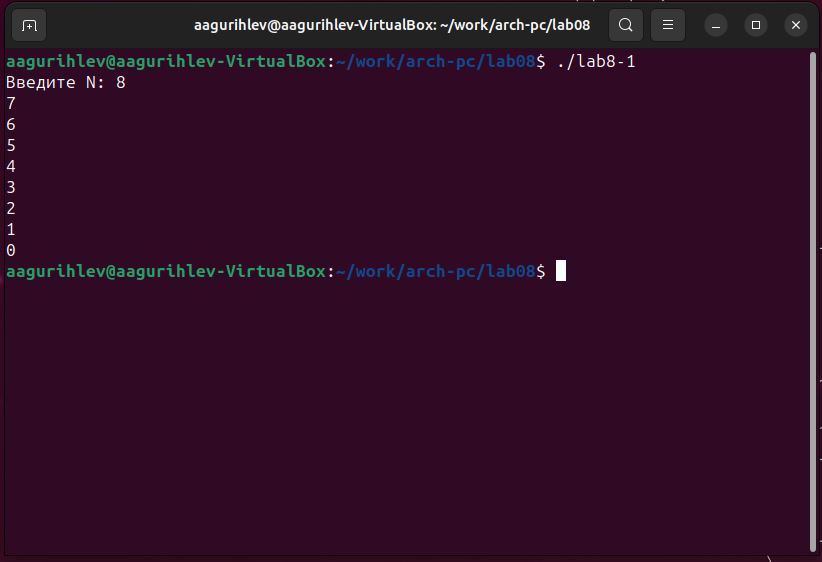 aagurihlev@aagurihlev-VirtualBox: ~/work/arch-pc/lab08
aagurihlev@aagurihlev-VirtualBox:~/work/arch-pc/lab08$ ./lab8-1
Введите N: 8
7
6
5
4
3
2
1
0
aagurihlev@aagurihlev-VirtualBox:~/work/arch-pc/lab08$